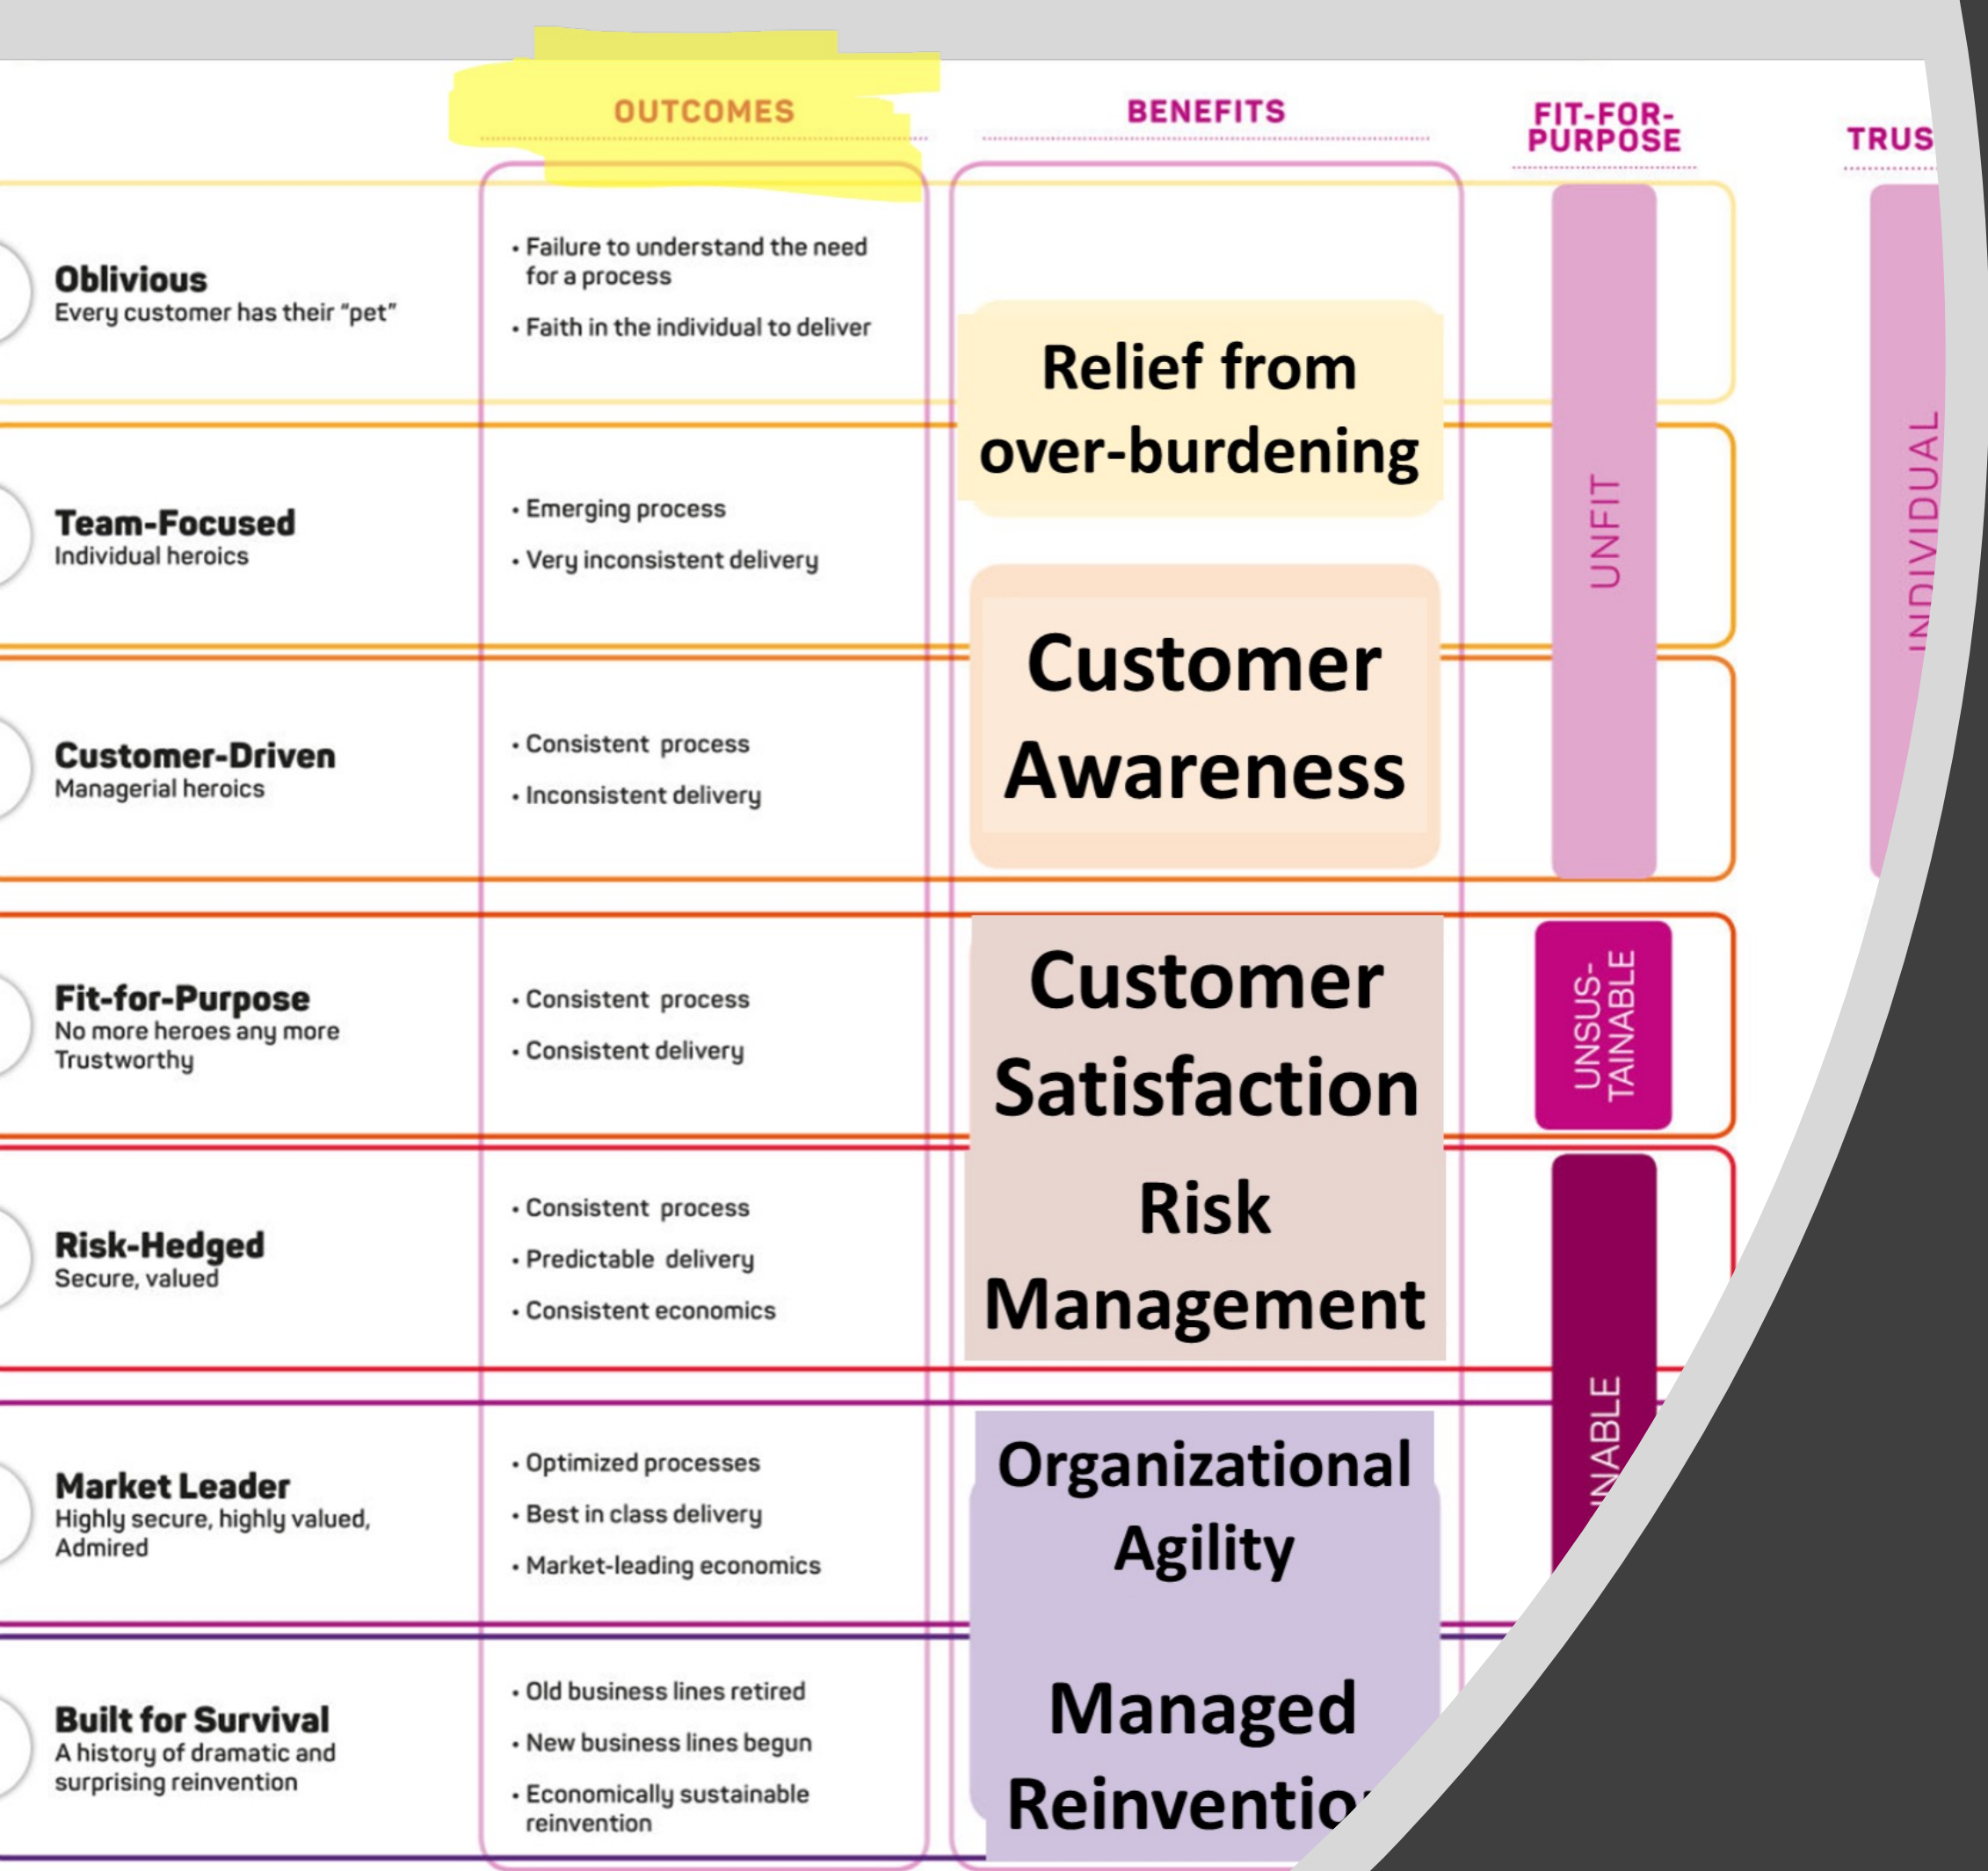 OUTCOMES
BENEFITS
FIT-FOR-
PURPOSE
TRUS
Oblivious
Every customer has their “pet”
• Failure to understand the need
for a process
• Faith in the individual to deliver
Relief from
over-burdening
Team-Focused
Individual heroics
• Emerging process
• Very inconsistent delivery
UNFIT
INDIVIDUAL
Customer-Driven
Managerial heroics
• Consistent process
• Inconsistent delivery
Customer
Awareness
Fit-for-Purpose
No more heroes any more
Trustworthy
• Consistent process
• Consistent delivery
Customer
Satisfaction
UNSUS-
TAINABLE
Risk-Hedged
Secure, valued
• Consistent process
• Predictable delivery
• Consistent economics
Risk
Management
Market Leader
Highly secure, highly valued,
Admired
• Optimized processes
• Best in class delivery
• Market-leading economics
Organizational
Agility
INABLE
Built for Survival
A history of dramatic and
surprising reinvention
• Old business lines retired
• New business lines begun
• Economically sustainable
reinvention
Managed
Reinvention